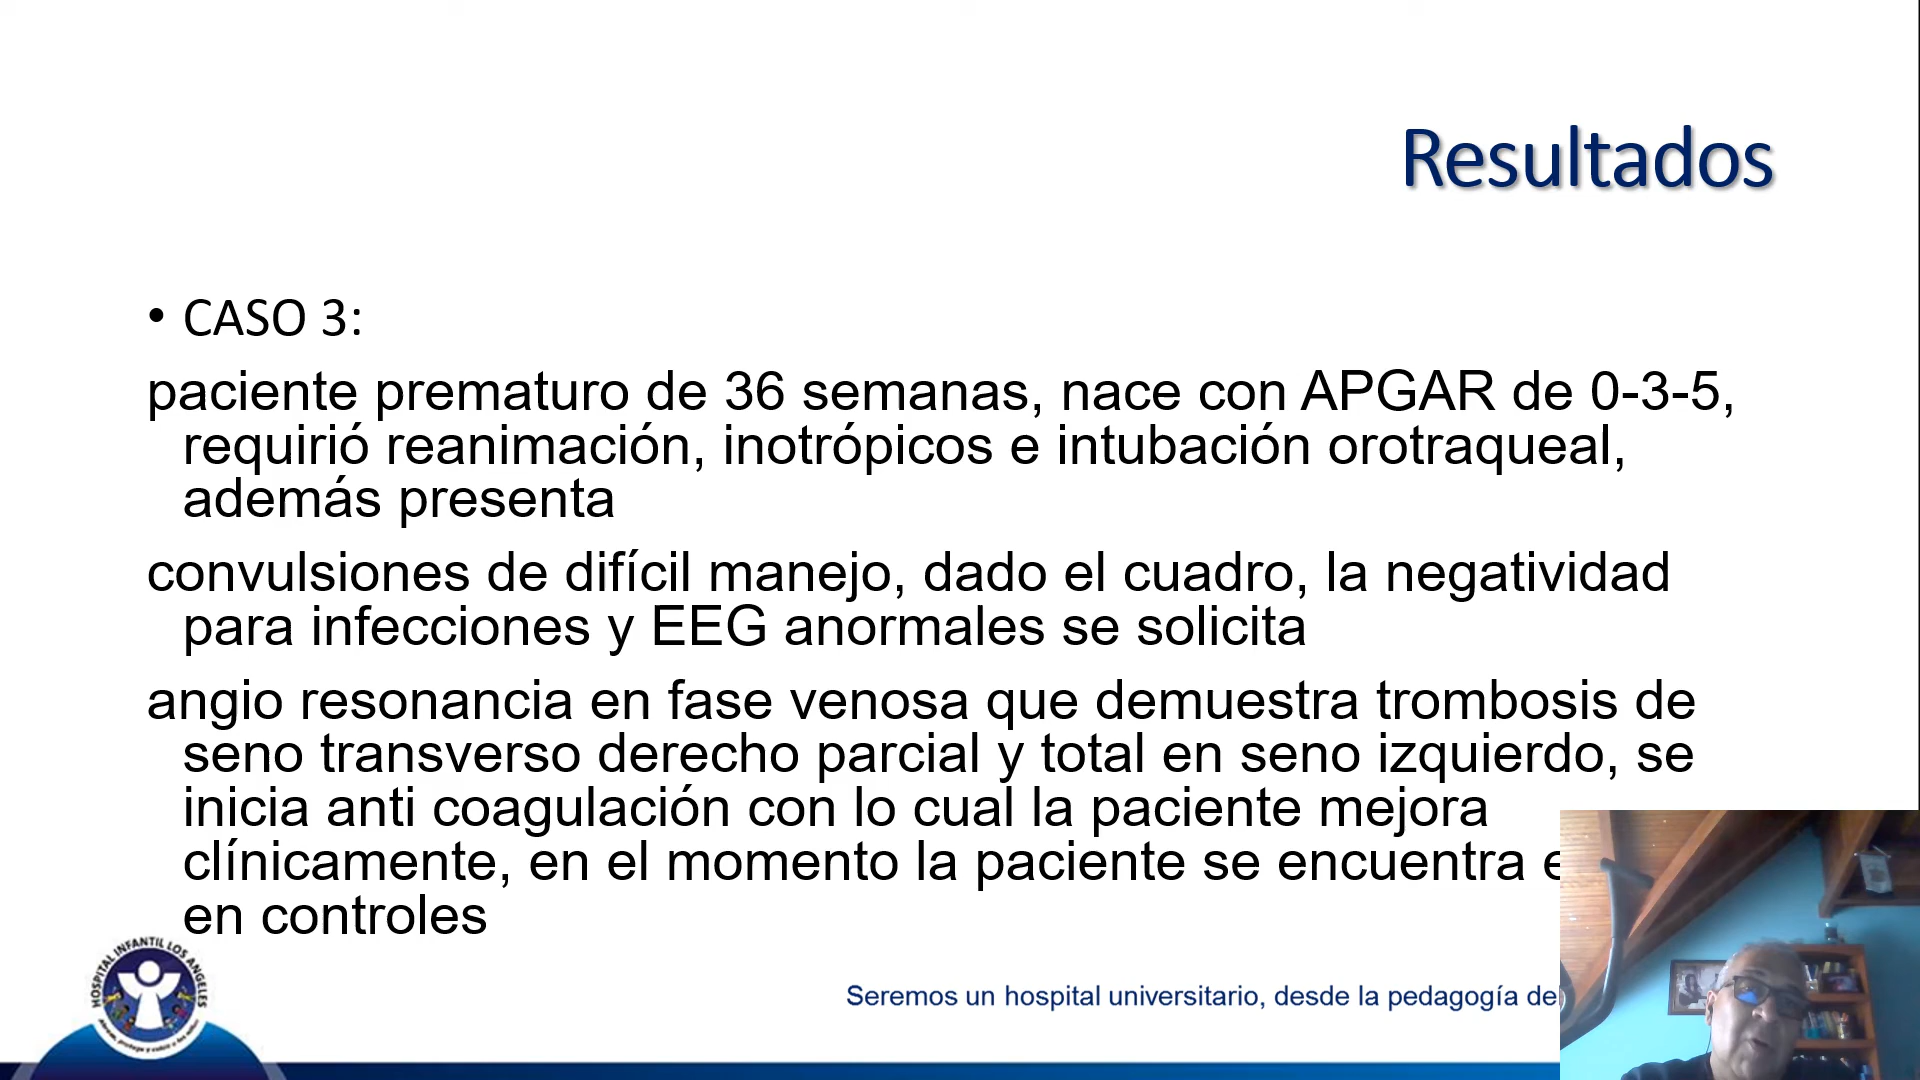 Resultados
• CASO 3:
paciente prematuro de 36 semanas, nace con APGAR de 0-3-5,
requirió reanimación, inotrópicos e intubación orotraqueal,
además presenta
convulsiones de difícil manejo, dado el cuadro, la negatividad
para infecciones y EEG anormales se solicita
angio resonancia en fase venosa que demuestra trombosis de
seno transverso derecho parcial y total en seno izquierdo, se
inicia anti coagulación con lo cual la paciente mejora
clínicamente, en el momento la paciente se encuentra
en controles
HOSPITAL INFANTIL LOS ANGELES
Seremos un hospital universitario, desde la pedagogía